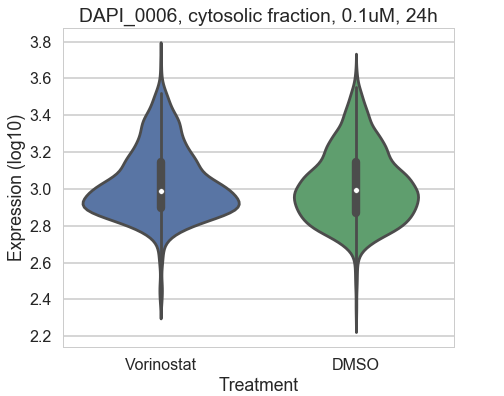 DAPI_0006, cytosolic fraction, 0.1uM, 24h
Expression (log10)
3.8
3.6
3.4
3.2
3.0
2.8
2.6
2.4
2.2
Vorinostat DMSO
Treatment